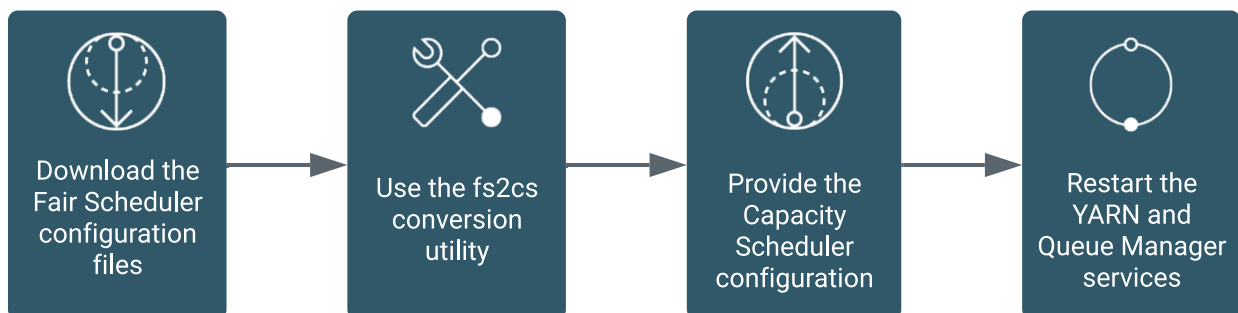 Download the
Fair Scheduler
configuration
files
Use the fs2cs
conversion
utility
Provide the
Capacity
Scheduler
configuration
Restart the
YARN and
Queue Manager
services